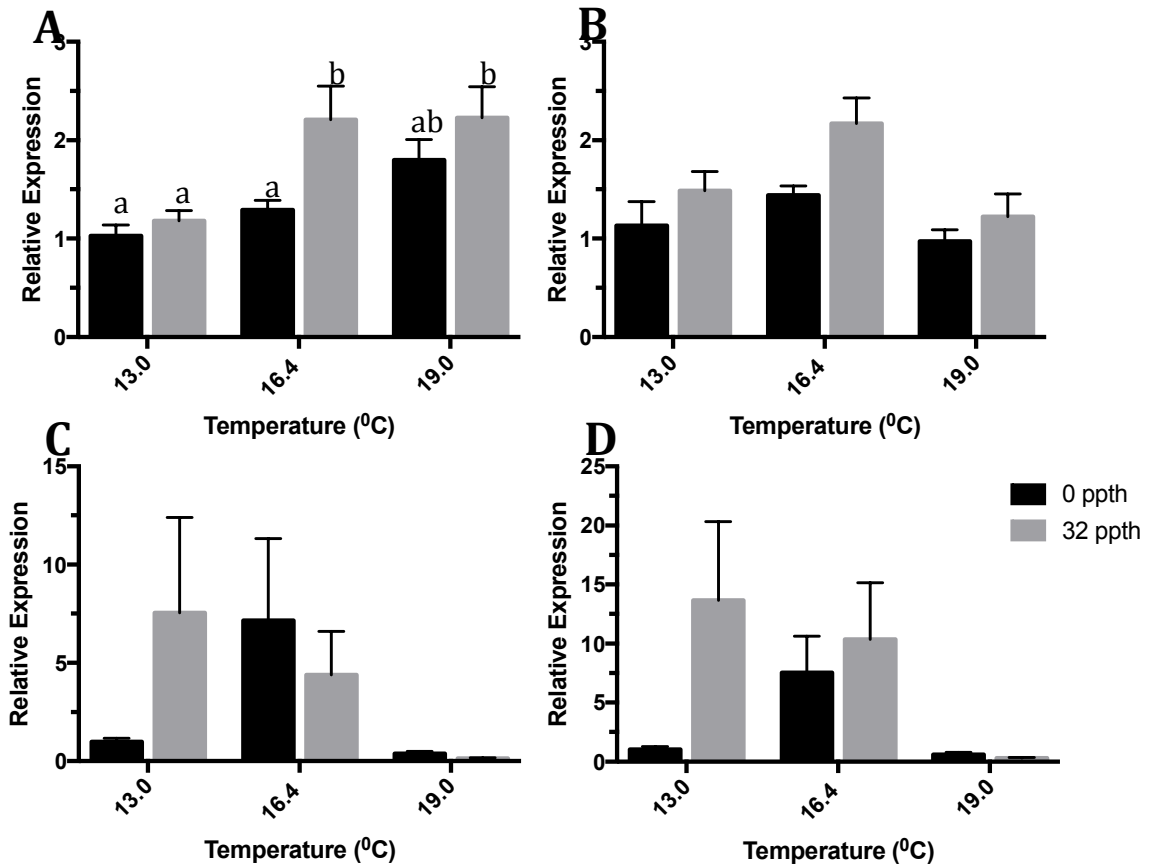 A
B
3
2
1
0
Relative Expression
a
a
a
b
ab
b
13.0
16.4
19.0
Temperature (⁰C)
3
2
1
0
Relative Expression
13.0
16.4
19.0
Temperature (⁰C)
C
D
15
10
5
0
Relative Expression
13.0
16.4
19.0
Temperature (⁰C)
25
20
15
10
5
0
Relative Expression
13.0
16.4
19.0
Temperature (⁰C)
0 ppth
32 ppth